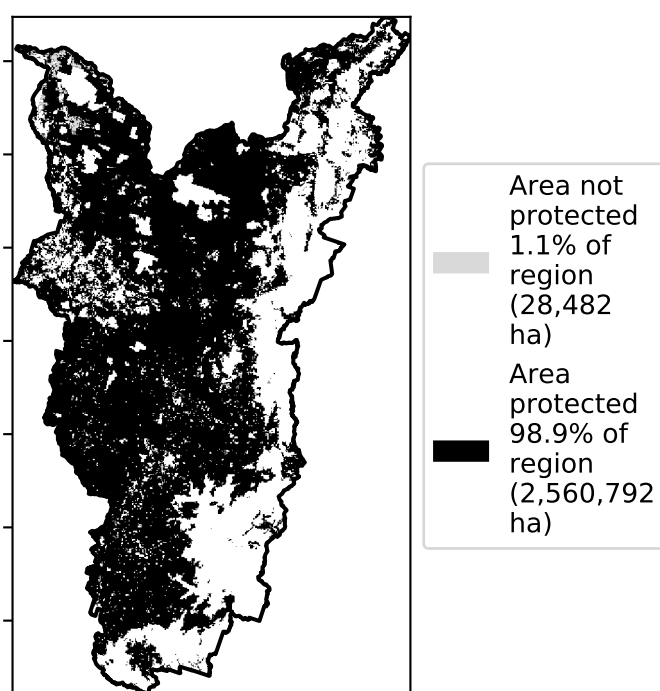 Area not
protected
1.1% of
region
(28,482
ha)
Area
protected
98.9% of
region
(2,560,792
ha)